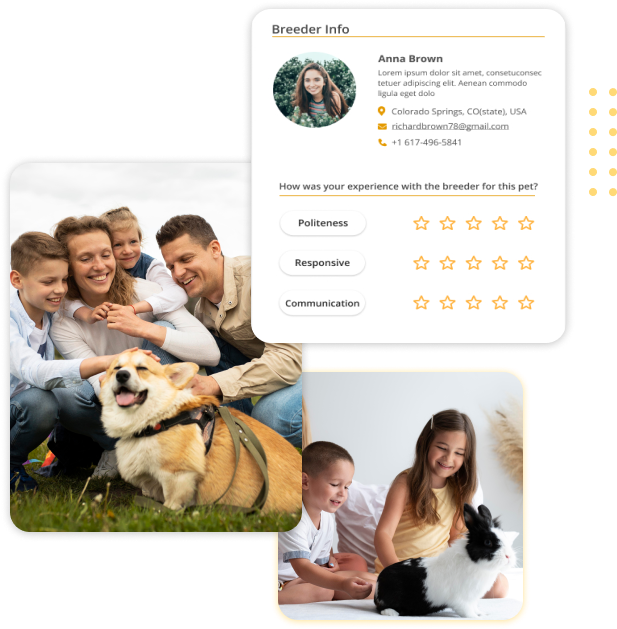 Breeder Info
Anna Brown
Lorem ipsum dolor sit amet, consetuconsec
tetuer adipiscing elit. Aenean commodo
ligula eget dolo
Colorado Springs, CO(state), USA
richardbrown78@gmail.com
+1 617-496-5841
How was your experience with the breeder for this pet?
Politeness
Responsive
Communication